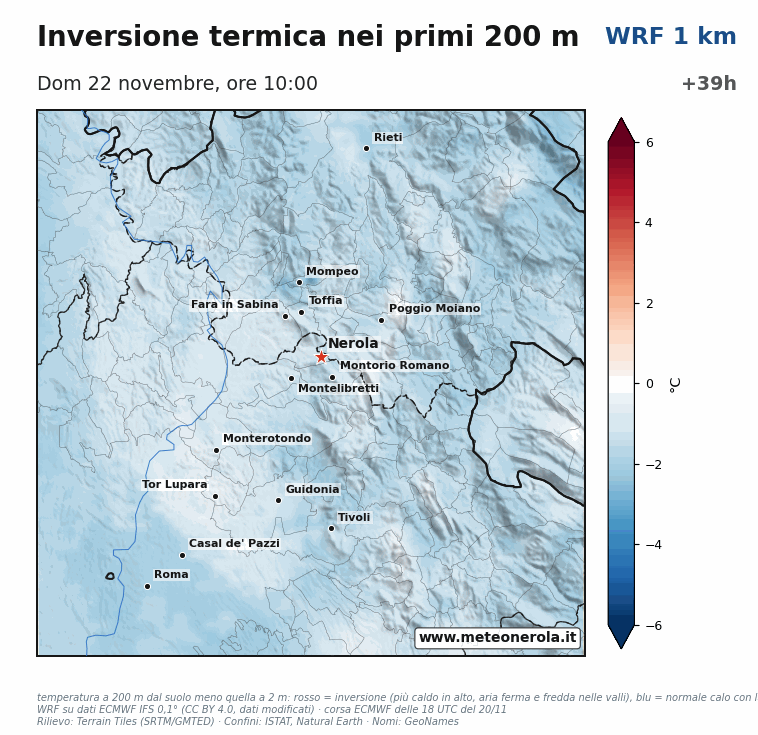 Inversione termica nei primi 200 m
WRF 1 km
Dom 22 novembre, ore 10:00
+39h
Rieti
Mompeo
Toffia
Fara in Sabina
Poggio Moiano
Nerola
Montorio Romano
Montelibretti
Monterotondo
Tor Lupara
Guidonia
Tivoli
Casal de' Pazzi
Roma
www.meteonerola.it
6
4
2
0
−2
−4
−6
°C
temperatura a 200 m dal suolo meno quella a 2 m: rosso = inversione (più caldo in alto, aria ferma e fredda nelle valli), blu = normale calo con
WRF su dati ECMWF IFS 0,1° (CC BY 4.0, dati modificati) · corsa ECMWF delle 18 UTC del 20/11
Rilievo: Terrain Tiles (SRTM/GMTED) · Confini: ISTAT, Natural Earth · Nomi: GeoNames